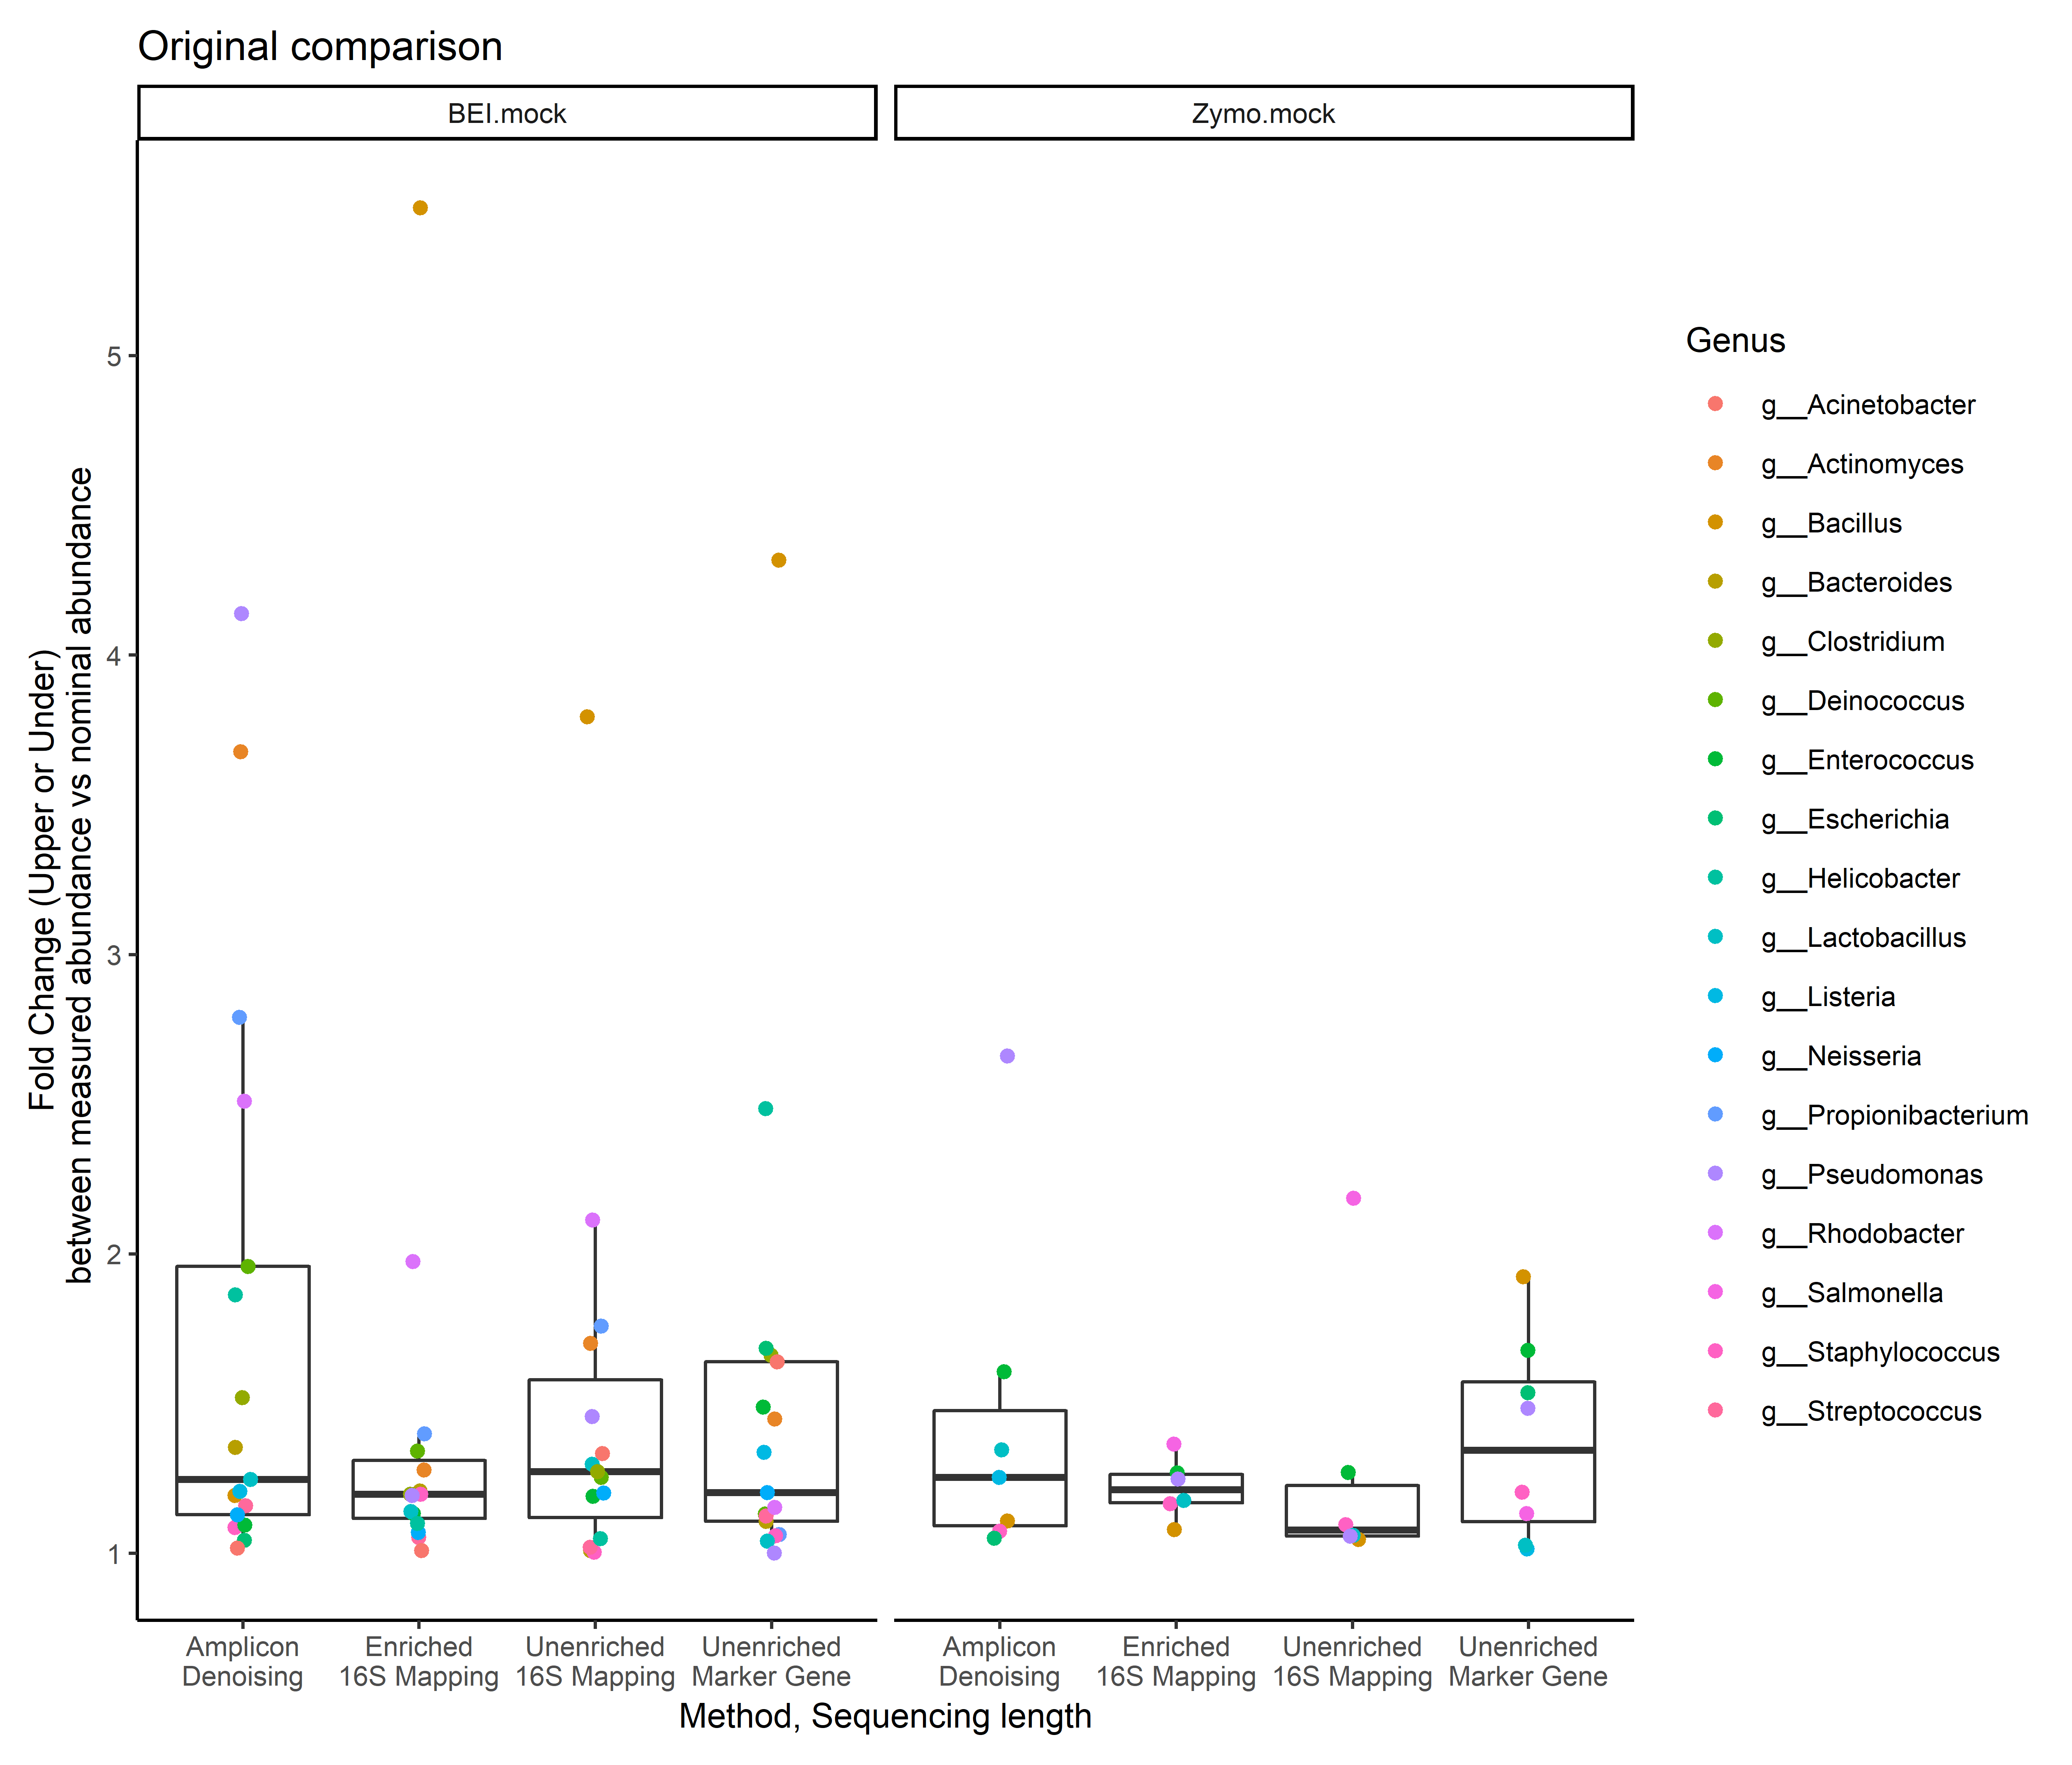 Original comparison
BEI.mock
Zymo.mock
Fold Change (Upper or Under)
between measured abundance vs nominal abundance
5
4
3
2
1
Amplicon
Denoising
Enriched
16S Mapping
Unenriched
16S Mapping
Unenriched
Marker Gene
Amplicon
Denoising
Enriched
16S Mapping
Unenriched
16S Mapping
Unenriched
Marker Gene
Method, Sequencing length
Genus
g__Acinetobacter
g__Actinomyces
g__Bacillus
g__Bacteroides
g__Clostridium
g__Deinococcus
g__Enterococcus
g__Escherichia
g__Helicobacter
g__Lactobacillus
g__Listeria
g__Neisseria
g__Propionibacterium
g__Pseudomonas
g__Rhodobacter
g__Salmonella
g__Staphylococcus
g__Streptococcus